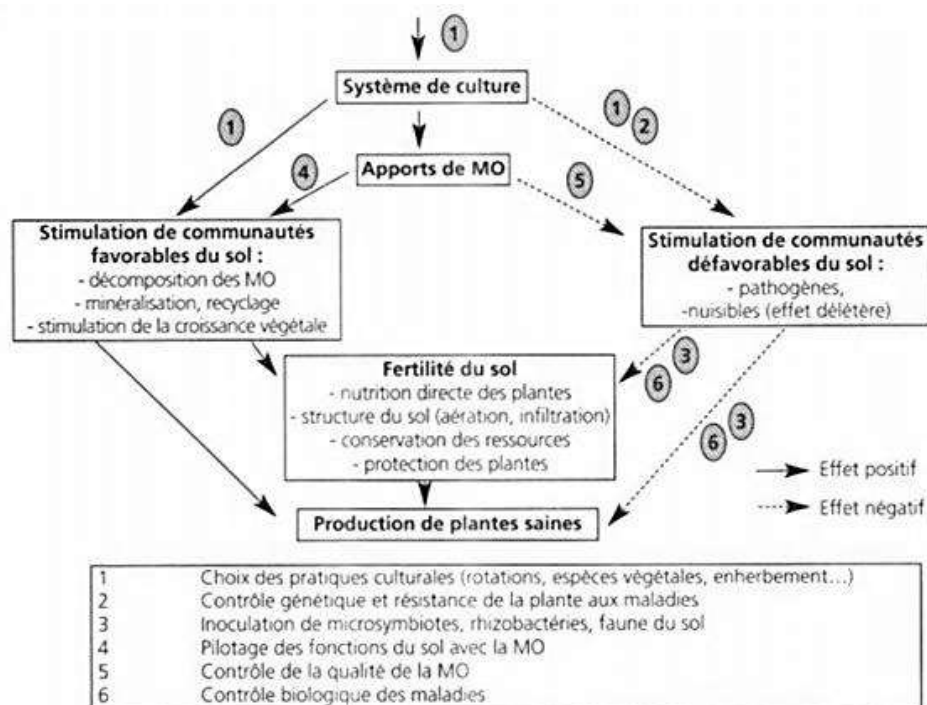 1
Système de culture
1
1
2
Apports de MO
4
5
Stimulation de communautés
favorables du sol :
- décomposition des MO
- minéralisation, recyclage
- stimulation de la croissance végétale
Stimulation de communautés
défavorables du sol :
- pathogènes,
-nuisibles (effet délétère)
Fertilité du sol
- nutrition directe des plantes
- structure du sol (aération, infiltration)
- conservation des ressources
- protection des plantes
3
6
3
6
Effet positif
Effet négatif
Production de plantes saines
1 Choix des pratiques culturales (rotations, espèces végétales, enherbement...)
2 Contrôle génétique et résistance de la plante aux maladies
3 Inoculation de microsymbiotes, rhizobactéries, faune du sol
4 Pilotage des fonctions du sol avec la MO
5 Contrôle de la qualité de la MO
6 Contrôle biologique des maladies